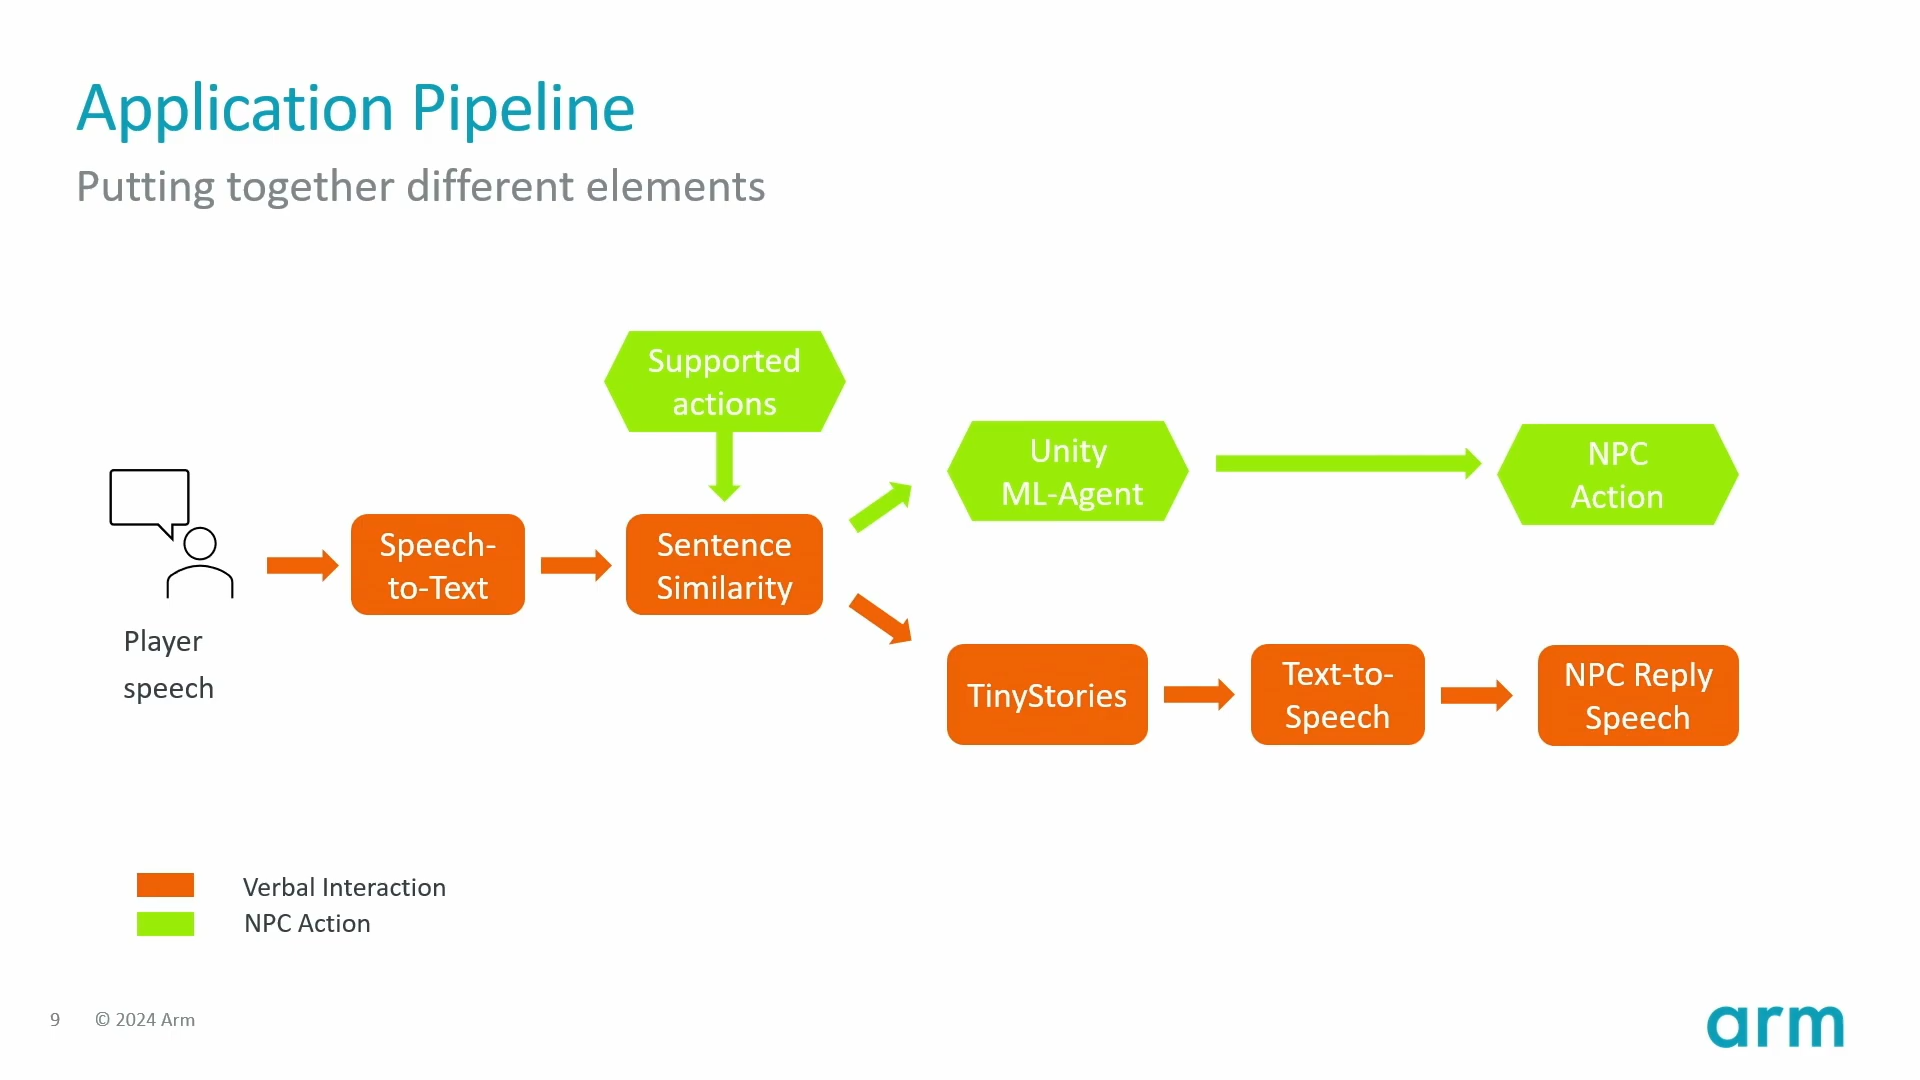 Application Pipeline
Putting together different elements
Supported
actions
Unity
ML-Agent
NPC
Action
Speech-
to-Text
Sentence
Similarity
Player
speech
TinyStories
Text-to-
Speech
NPC Reply
Speech
Verbal Interaction
NPC Action
9 © 2024 Arm
arm